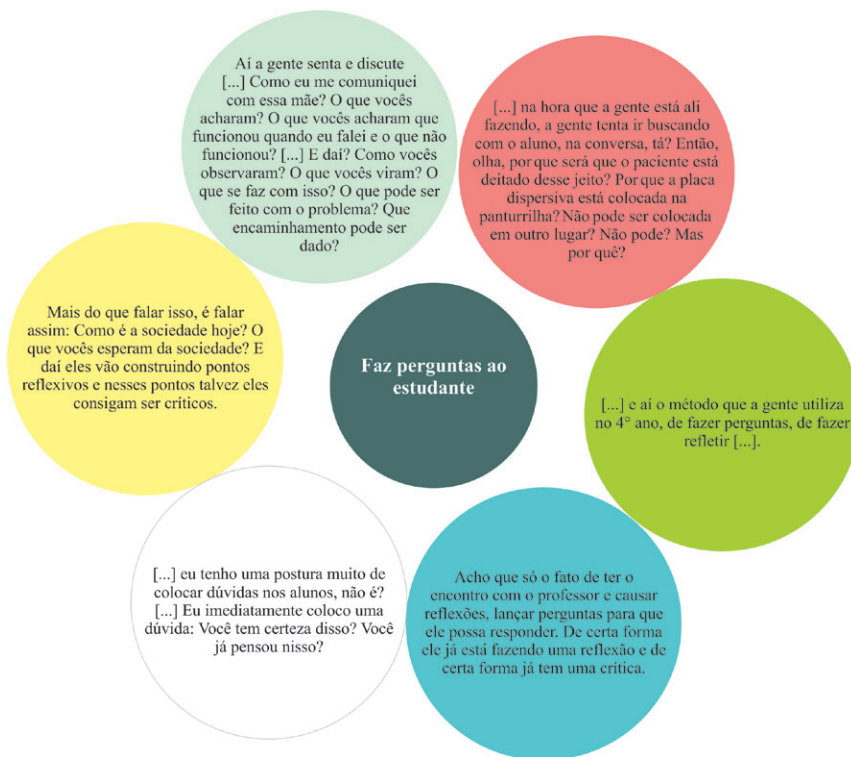 Aí a gente senta e discute
[...] Como eu me comuniquei
com essa mãe? O que vocês
acharam? O que vocês acharam que
funcionou quando eu falei e o que não
funcionou? [...] E daí? Como vocês
observaram? O que vocês viram? O
que se faz com isso? O que pode ser
feito com o problema? Que
encaminhamento pode ser
dado?
[...] na hora que a gente está ali
fazendo, a gente tenta ir buscando
com o aluno, na conversa, tá? Então,
olha, por que será que o paciente está
deitado desse jeito? Por que a placa
dispersiva está colocada na
panturrilha? Não pode ser colocada
em outro lugar? Não pode? Mas
por quê?
Mais do que falar isso, é falar
assim: Como é a sociedade hoje? O
que vocês esperam da sociedade? E
daí eles vão construindo pontos
reflexivos e nesses pontos talvez eles
consigam ser críticos.
Faz perguntas ao
estudante
[...] e aí o método que a gente utiliza
no 4° ano, de fazer perguntas, de fazer
refletir [...].
[...] eu tenho uma postura muito de
colocar dúvidas nos alunos, não é?
[...] Eu imediatamente coloco uma
dúvida: Você tem certeza disso? Você
já pensou nisso?
Acho que só o fato de ter o
encontro com o professor e causar
reflexões, lançar perguntas para que
ele possa responder. De certa forma
ele já está fazendo uma reflexão e de
certa forma já tem uma crítica.